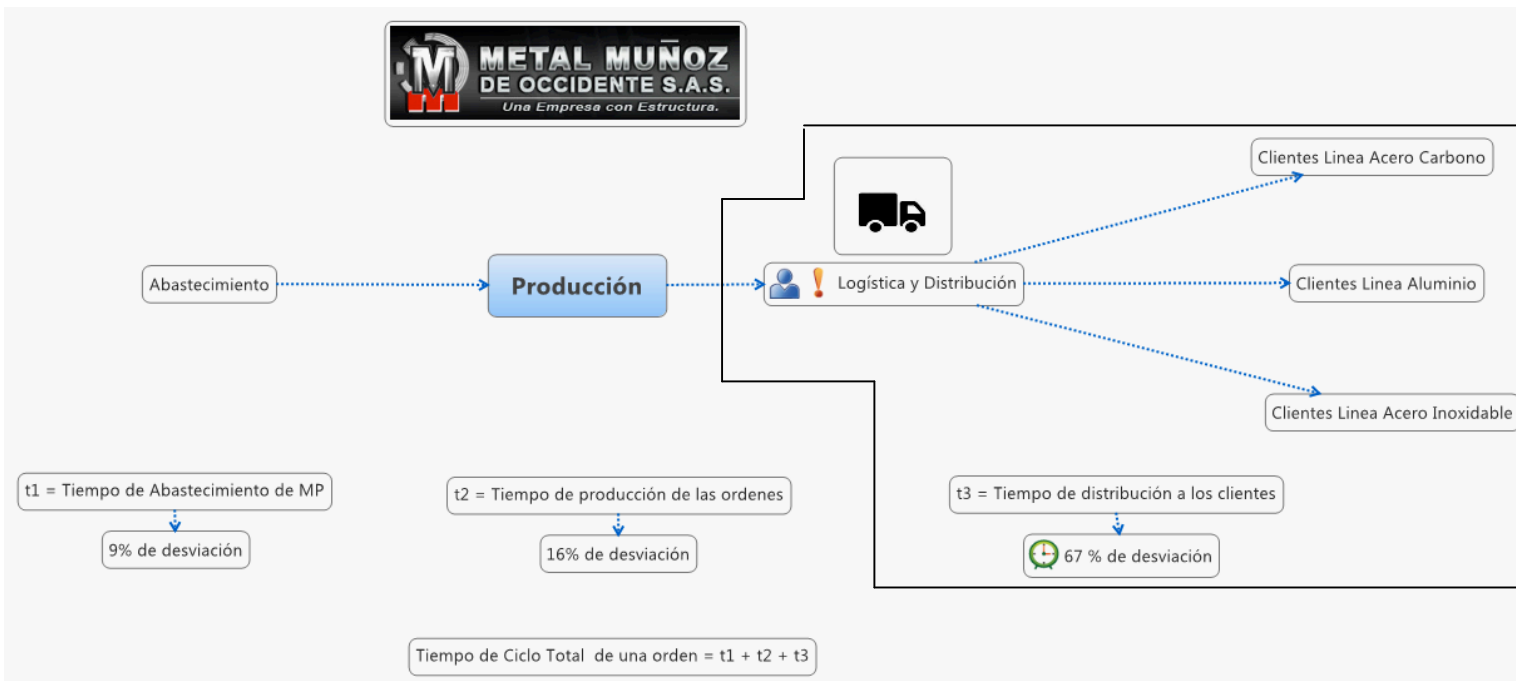 METAL MUÑOZ
DE OCCIDENTE S.A.S.
Una Empresa con Estructura.
Clientes Linea Acero Carbono
Abastecimiento
Producción
Logística y Distribución
Clientes Linea Aluminio
Clientes Linea Acero Inoxidable
t1 = Tiempo de Abastecimiento de MP
t2 = Tiempo de producción de las ordenes
t3 = Tiempo de distribución a los clientes
9% de desviación
16% de desviación
67 % de desviación
Tiempo de Ciclo Total de una orden = t1 + t2 + t3